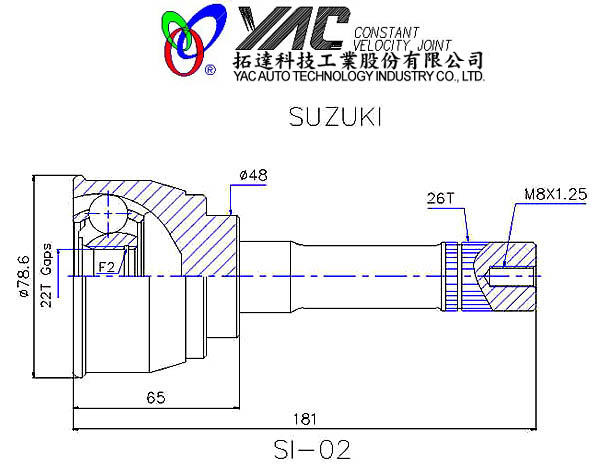 YAC CONSTANT
VELOCITY JOINT
®
拓達科技工業股份有限公司
YAC AUTO TECHNOLOGY INDUSTRY CO., LTD.
SUZUKI
ø48
26T
M8X1.25
ø78.6
22T Gaps
F2
65
181
SI-02